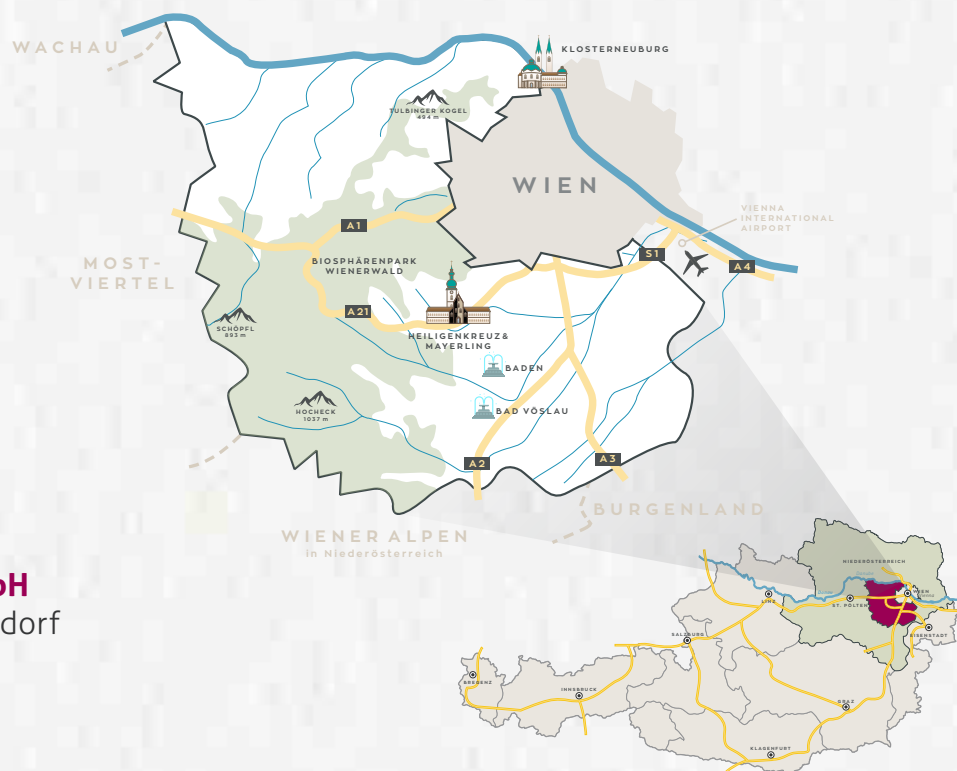 WACHAU
KLOSTERNEUBURG
TULBINGER KOGEL
494 m
WIEN
VIENNA
INTERNATIONAL
AIRPORT
A1
S1
A4
MOST-
VIERTEL
BIOSPHÄRENPARK
WIENERWALD
A21
SCHÖPFL
893 m
HEILIGENKREUZ &
MAYERLING
BADEN
HOCHECK
1037 m
BAD VÖSLAU
A2
A3
BURGENLAND
WIENER ALPEN
in Niederösterreich
bH
dorf
NIEDERÖSTERREICH
LINZ
ST. PÖLTEN
WIEN
EISENSTADT
SALZBURG
BREGENZ
INNSBRUCK
GRAZ
KLAGENFURT